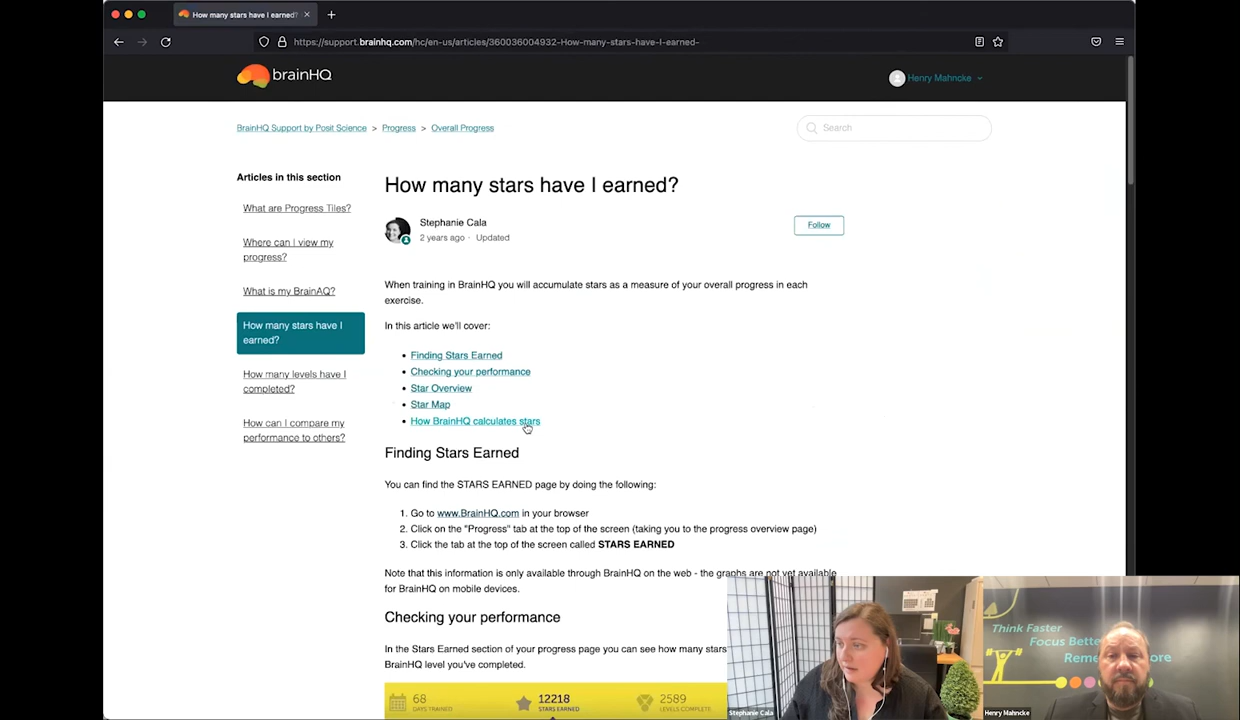 How many stars have I earned?
https://support.brainhq.com/hc/en-us/articles/360036004932-How-many-stars-have-I-earned-
brainHQ
Henry Mahncke
BrainHQ Support by Posit Science > Progress > Overall Progress
Search
Articles in this section
What are Progress Tiles?
Where can I view my
progress?
What is my BrainAQ?
How many stars have I
earned?
How many levels have I
completed?
How can I compare my
performance to others?
How many stars have I earned?
Stephanie Cala
2 years ago · Updated
Follow
When training in BrainHQ you will accumulate stars as a measure of your overall progress in each
exercise.
In this article we'll cover:
• Finding Stars Earned
• Checking your performance
• Star Overview
• Star Map
• How BrainHQ calculates stars
Finding Stars Earned
You can find the STARS EARNED page by doing the following:
1. Go to www.BrainHQ.com in your browser
2. Click on the "Progress" tab at the top of the screen (taking you to the progress overview page)
3. Click the tab at the top of the screen called STARS EARNED
Note that this information is only available through BrainHQ on the web - the graphs are not yet available
for BrainHQ on mobile devices.
Checking your performance
In the Stars Earned section of your progress page you can see how many stars
BrainHQ level you've completed.
68
DAYS TRAINED
12218
STARS EARNED
2589
LEVELS COMPLETE
Think Faster
Focus Bette
Reme ore
Stephanie Cala
Henry Mahncke